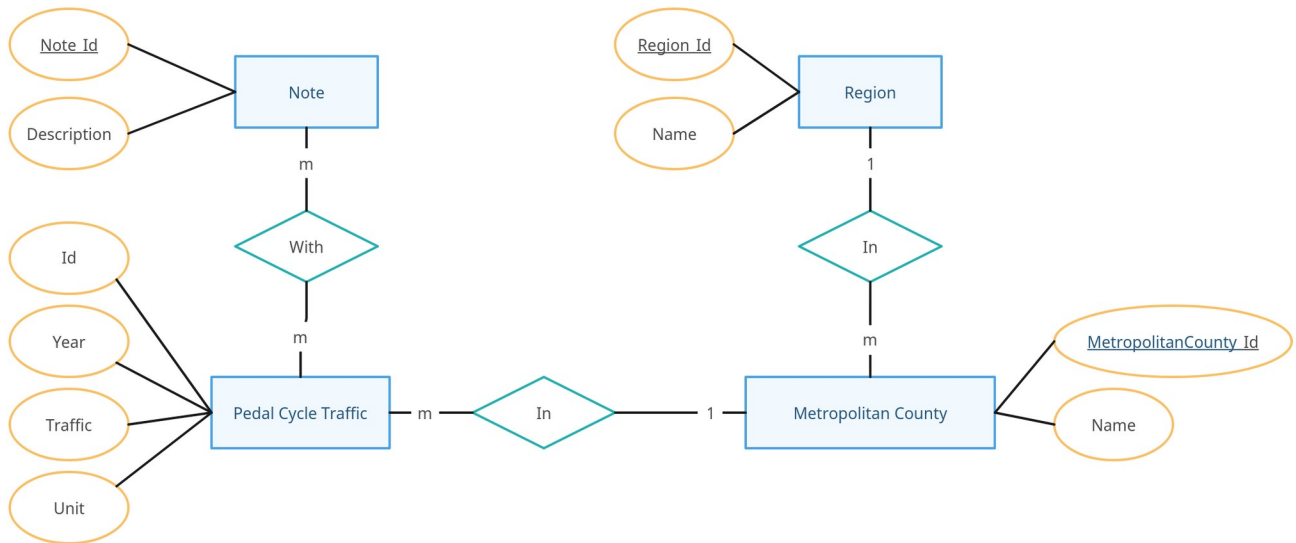 Note_Id
Description
Note
m
With
m
Region_Id
Name
Region
1
In
m
Id
Year
Traffic
Unit
Pedal Cycle Traffic
m
In
1
Metropolitan County
MetropolitanCounty_Id
Name